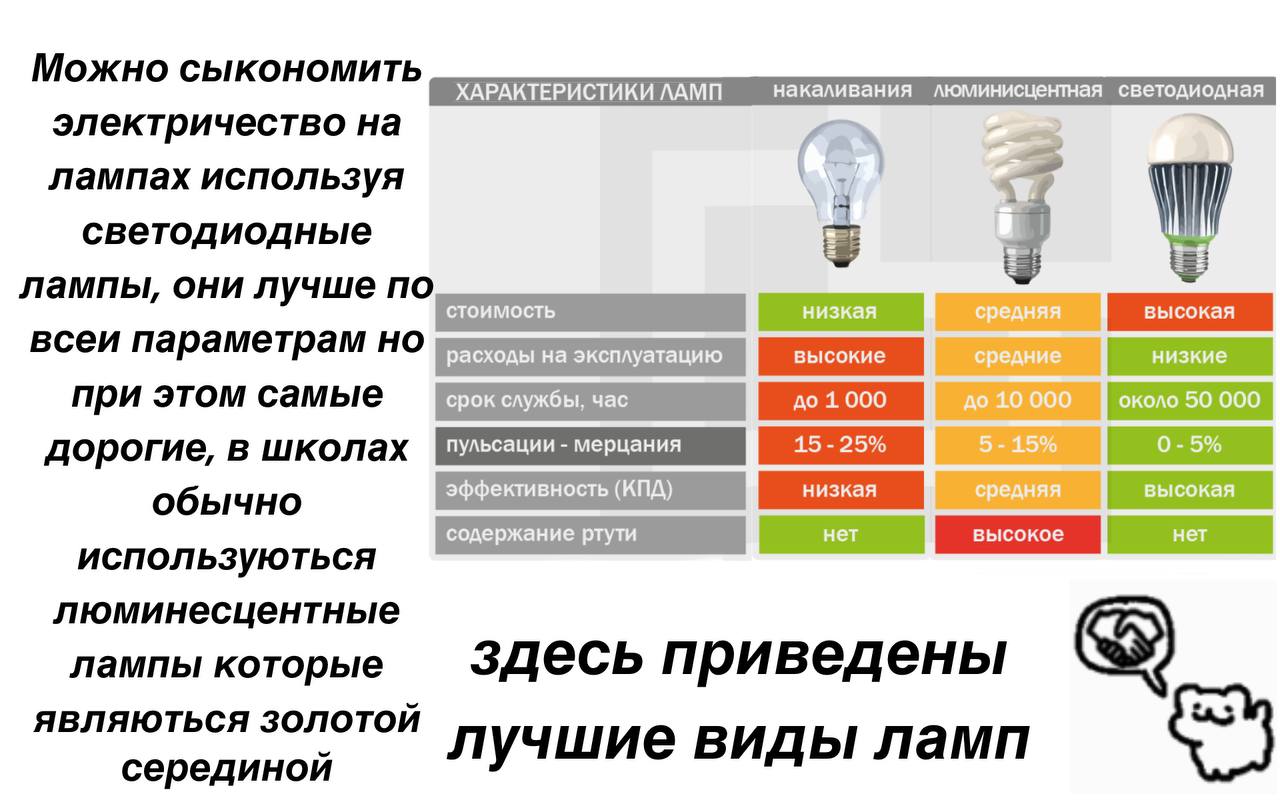 Можно сыкономить
электричество на
лампах используя
светодиодные
лампы, они лучше по
всеи параметрам но
при этом самые
дорогие, в школах
обычно
используються
люминесцентные
лампы которые
являються золотой
серединой
ХАРАКТЕРИСТИКИ ЛАМП накаливания люминисцентная светодиодная
стоимость низкая средняя высокая
расходы на эксплуатацию высокие средние низкие
срок службы, час до 1 000 до 10 000 около 50 000
пульсации - мерцания 15 - 25% 5 - 15% 0 - 5%
эффективность (КПД) низкая средняя высокая
содержание ртути нет высокое нет
здесь приведены
лучшие виды ламп